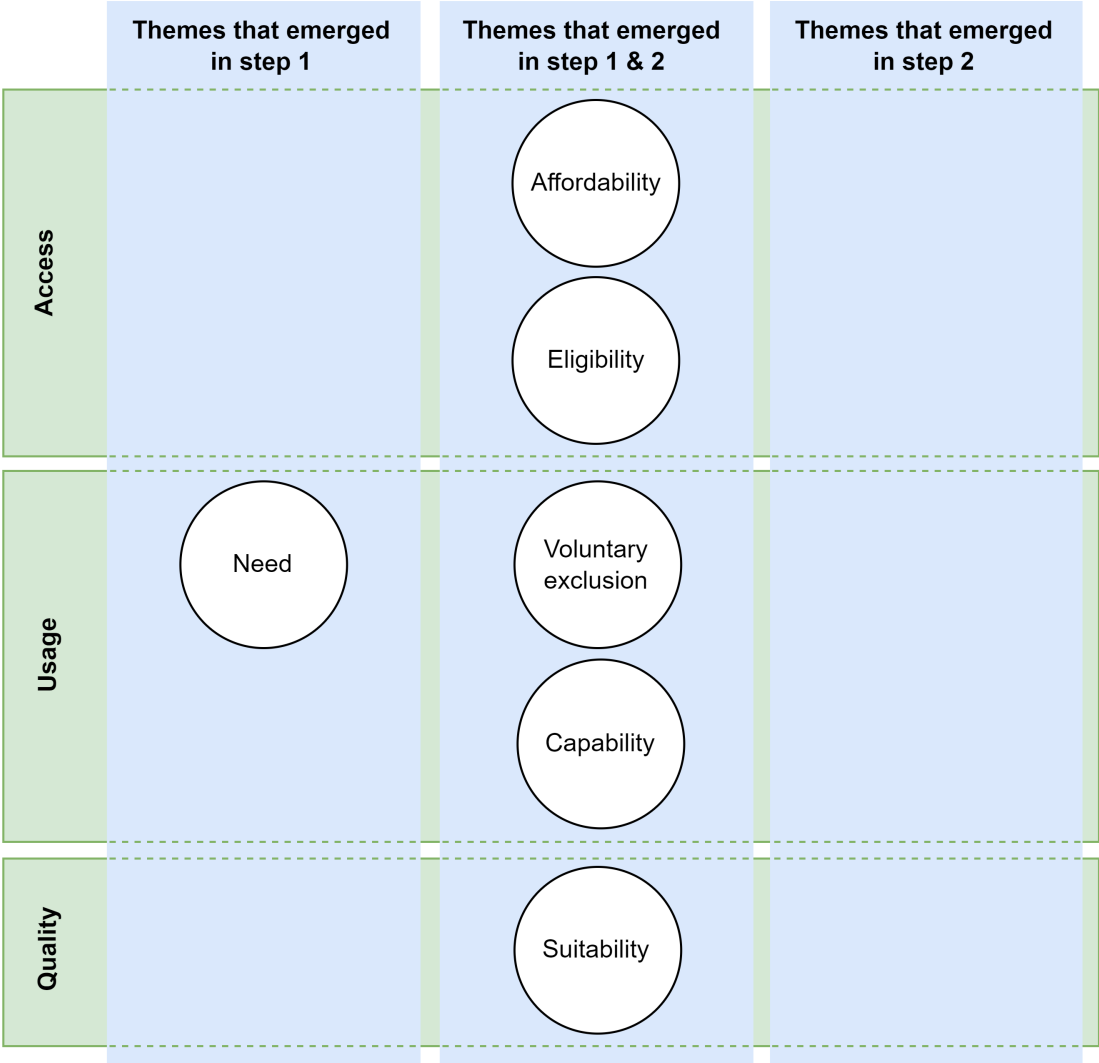 Themes that emerged
in step 1
Themes that emerged
in step 1 & 2
Themes that emerged
in step 2
Access
Affordability
Eligibility
Usage
Need
Voluntary
exclusion
Capability
Quality
Suitability